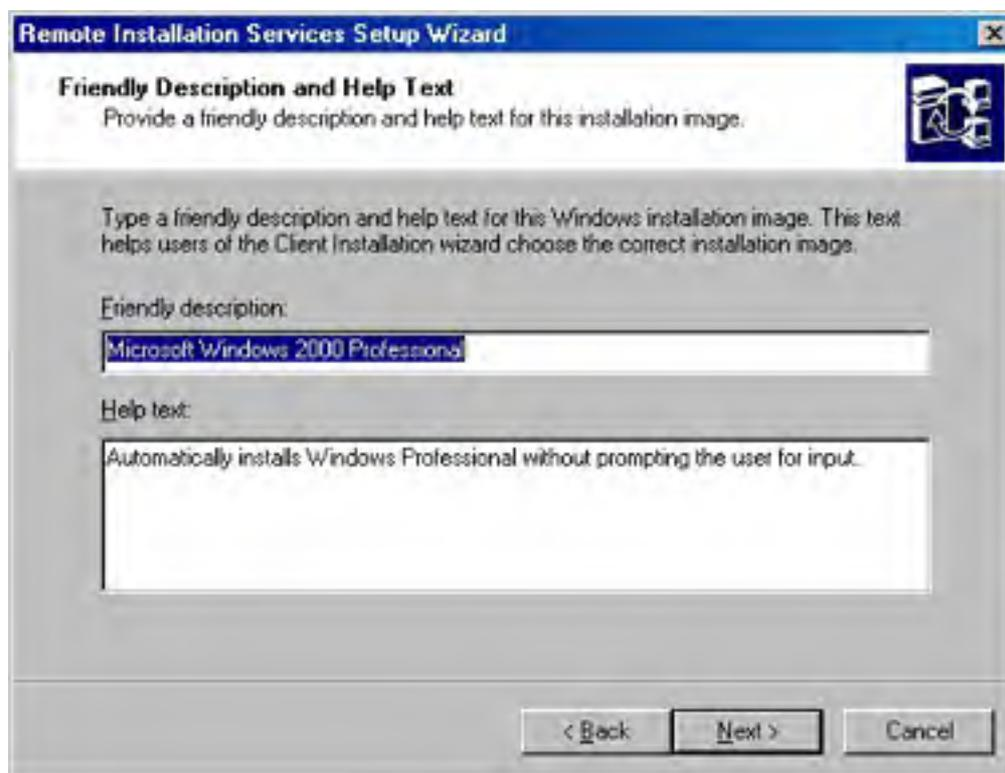 Remote Installation Services Setup Wizard
Friendly Description and Help Text
Provide a friendly description and help text for this installation image.
Type a friendly description and help text for this Windows installation image. This text
helps users of the Client Installation wizard choose the correct installation image.
Friendly description:
Microsoft Windows 2000 Professional
Help text:
Automatically installs Windows Professional without prompting the user for input.
< Back Next > Cancel